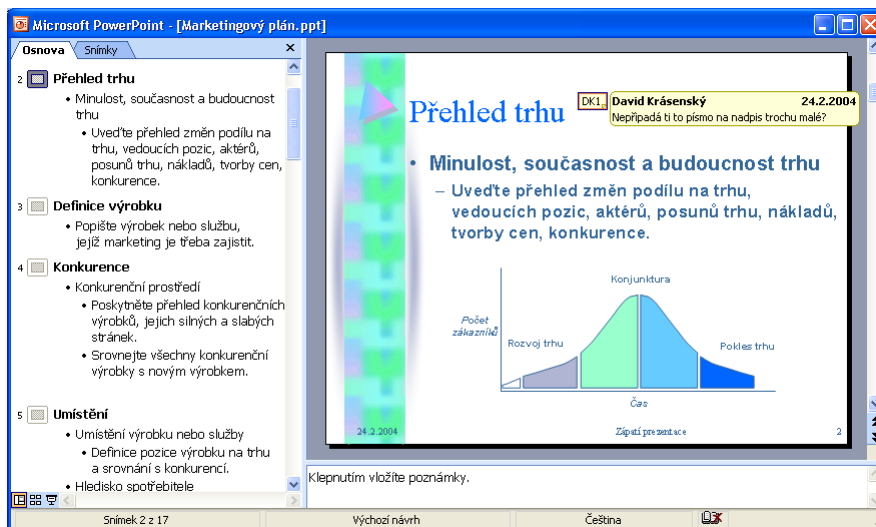 Microsoft PowerPoint - [Marketingový plán.ppt]
Osnova
Snímky
2 Přehled trhu
• Minulost, současnost a budoucnost
trhu
• Uveďte přehled změn podílu na
trhu, vedoucích pozic, aktérů,
posunů trhu, nákladů, tvorby cen,
konkurence.
3 Definice výrobku
• Popište výrobek nebo službu,
jejíž marketing je třeba zajistit.
4 Konkurence
• Konkurenční prostředí
• Poskytněte přehled konkurenčních
výrobků, jejich silných a slabých
stránek.
• Srovnejte všechny konkurenční
výrobky s novým výrobkem.
5 Umístění
• Umístění výrobku nebo služby
• Definice pozice výrobku na trhu
a srovnání s konkurencí.
• Hledisko spotřebitele
Přehled trhu
DK1
David Krásenský 24.2.2004
Nepřipadá ti to písmo na nadpis trochu malé?
• Minulost, současnost a budoucnost trhu
– Uveďte přehled změn podílu na trhu,
vedoucích pozic, aktérů, posunů trhu, nákladů,
tvorby cen, konkurence.
Konjunktura
Počet
zákazníků
Rozvoj trhu
Pokles trhu
Čas
24.2.2004
Zápatí prezentace
2
Klepnutím vložíte poznámky.
Snímek 2 z 17
Výchozí návrh
Čeština